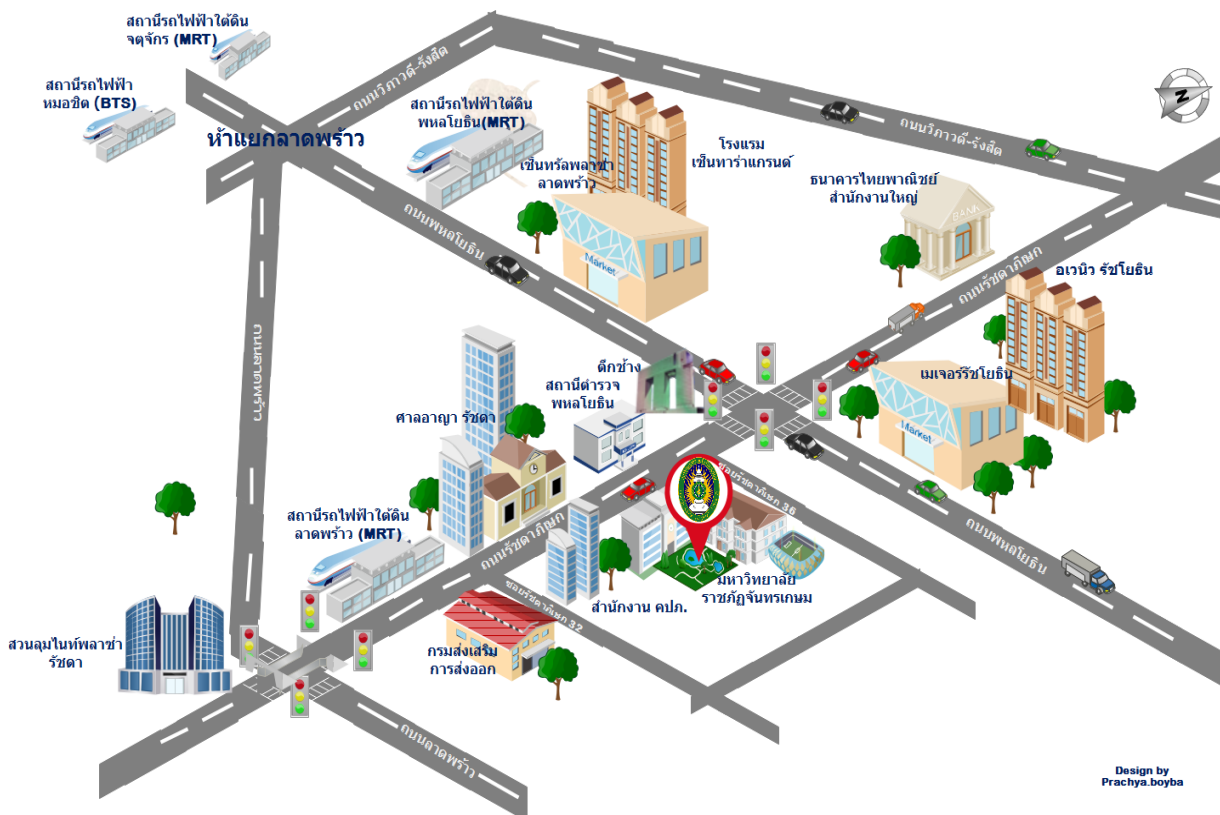 สถานีรถไฟฟ้าใต้ดิน
จตุจักร (MRT)
สถานีรถไฟฟ้า
หมอชิต (BTS)
ห้าแยกลาดพร้าว
ถนนวิภาวดี-รังสิต
สถานีรถไฟฟ้าใต้ดิน
พหลโยธิน(MRT)
เซ็นทรัลพลาซ่า
ลาดพร้าว
โรงแรม
เซ็นทาร่าแกรนด์
ถนนวิภาวดี-รังสิต
ธนาคารไทยพาณิชย์
สำนักงานใหญ่
BANK
N
ถนนพหลโยธิน
Market
ถนนรัชดาภิเษก
อเวนิว รัชโยธิน
ถนนลาดพร้าว
ตึกช้าง
สถานีตำรวจ
พหลโยธิน
เมเจอร์รัชโยธิน
Market
ศาลอาญา รัชดา
ซอยรัชดาภิเษก 36
สถานีรถไฟฟ้าใต้ดิน
ลาดพร้าว (MRT)
ถนนรัชดาภิเษก
ถนนพหลโยธิน
มหาวิทยาลัย
ราชภัฏจันทรเกษม
สำนักงาน คปภ.
ซอยรัชดาภิเษก 32
สวนลุมไนท์พลาซ่า
รัชดา
กรมส่งเสริม
การส่งออก
ถนนลาดพร้าว
Design by
Prachya.boyba